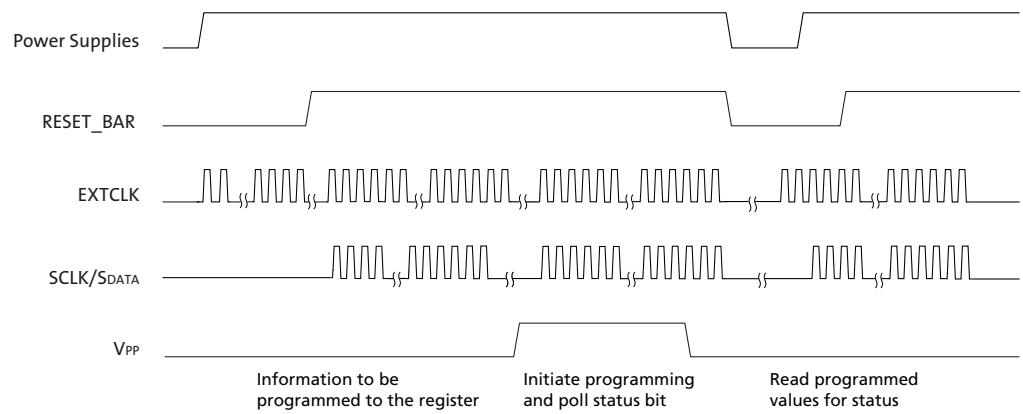 Power Supplies
RESET_BAR
EXTCLK
SCLK/SDATA
VPP
Information to be
programmed to the register
Initiate programming
and poll status bit
Read programmed
values for status